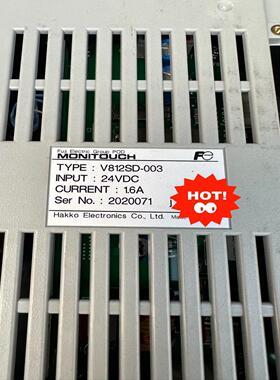 Fuji Electric Group POD
MONITOUCH
TYPE : V812SD-003
INPUT : 24VDC
CURRENT : 1.6A
Ser No. : 2020071
Hakko Electronics Co., Ltd.
HOT!